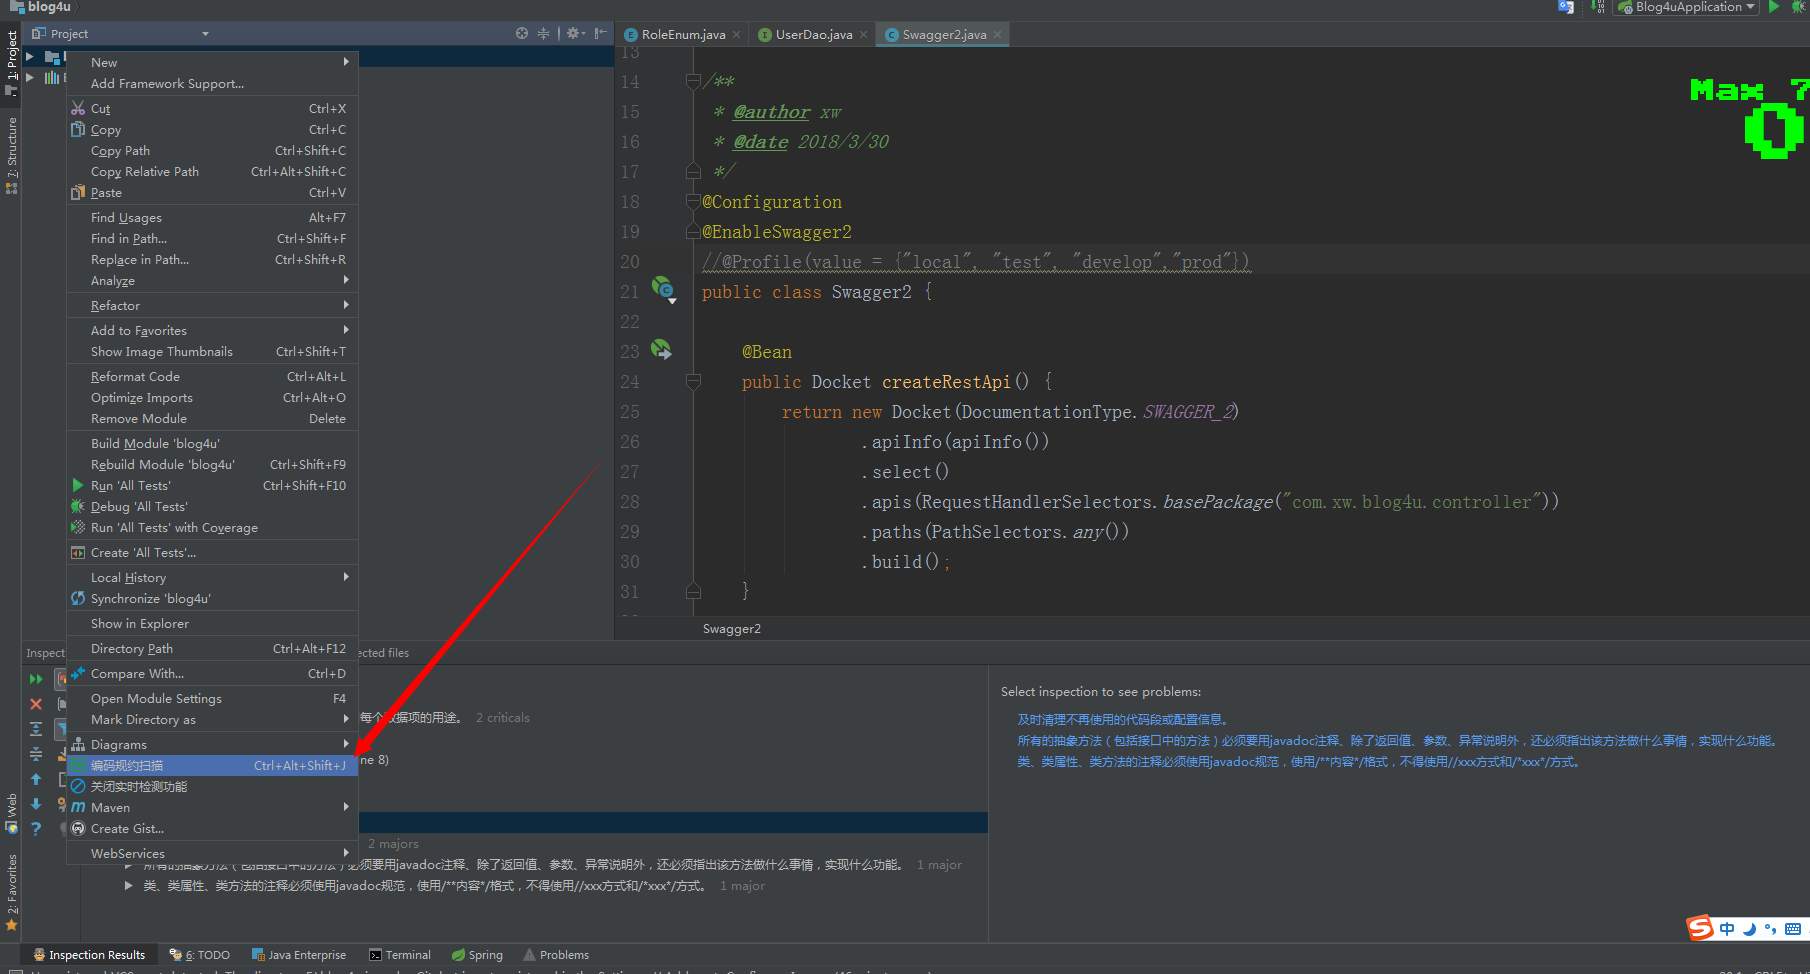 blog4u
Blog4uApplication
Project
RoleEnum.java
UserDao.java
Swagger2.java
1: Project
7: Structure
Web
2: Favorites
New
Add Framework Support...
Cut Ctrl+X
Copy Ctrl+C
Copy Path Ctrl+Shift+C
Copy Relative Path Ctrl+Alt+Shift+C
Paste Ctrl+V
Find Usages Alt+F7
Find in Path... Ctrl+Shift+F
Replace in Path... Ctrl+Shift+R
Analyze
Refactor
Add to Favorites
Show Image Thumbnails Ctrl+Shift+T
Reformat Code Ctrl+Alt+L
Optimize Imports Ctrl+Alt+O
Remove Module Delete
Build Module 'blog4u'
Rebuild Module 'blog4u' Ctrl+Shift+F9
Run 'All Tests' Ctrl+Shift+F10
Debug 'All Tests'
Run 'All Tests' with Coverage
Create 'All Tests'...
Local History
Synchronize 'blog4u'
Show in Explorer
Directory Path Ctrl+Alt+F12
Compare With... Ctrl+D
Open Module Settings F4
Mark Directory as
Diagrams
编码规约扫描 Ctrl+Alt+Shift+J
关闭实时检测功能
Maven
Create Gist...
WebServices
13
14 /**
15 * @author xw
16 * @date 2018/3/30
17 */
18 @Configuration
19 @EnableSwagger2
20 //@Profile(value = {"local", "test", "develop","prod"})
21 public class Swagger2 {
22
23 @Bean
24 public Docket createRestApi() {
25 return new Docket(DocumentationType.SWAGGER_2)
26 .apiInfo(apiInfo())
27 .select()
28 .apis(RequestHandlerSelectors.basePackage("com.xw.blog4u.controller"))
29 .paths(PathSelectors.any())
30 .build();
31 }
Max 7
0
Swagger2
Inspect
ected files
每个数据项的用途。 2 criticals
ne 8)
2 majors
所有的抽象方法（包括接口中的方法）必须要用javadoc注释、除了返回值、参数、异常说明外，还必须指出该方法做什么事情，实现什么功能。 1 major
类、类属性、类方法的注释必须使用javadoc规范，使用/**内容*/格式，不得使用//xxx方式和/*xxx*/方式。 1 major
Select inspection to see problems:
及时清理不再使用的代码段或配置信息。
所有的抽象方法（包括接口中的方法）必须要用javadoc注释、除了返回值、参数、异常说明外，还必须指出该方法做什么事情，实现什么功能。
类、类属性、类方法的注释必须使用javadoc规范，使用/**内容*/格式，不得使用//xxx方式和/*xxx*/方式。
中
Inspection Results
6: TODO
Java Enterprise
Terminal
Spring
Problems